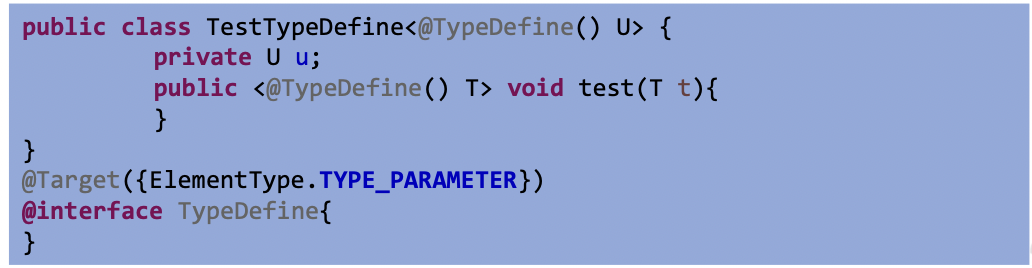 public class TestTypeDefine<@TypeDefine() U> {
private U u;
public <@TypeDefine() T> void test(T t){
}
}
@Target({ElementType.TYPE_PARAMETER})
@interface TypeDefine{
}